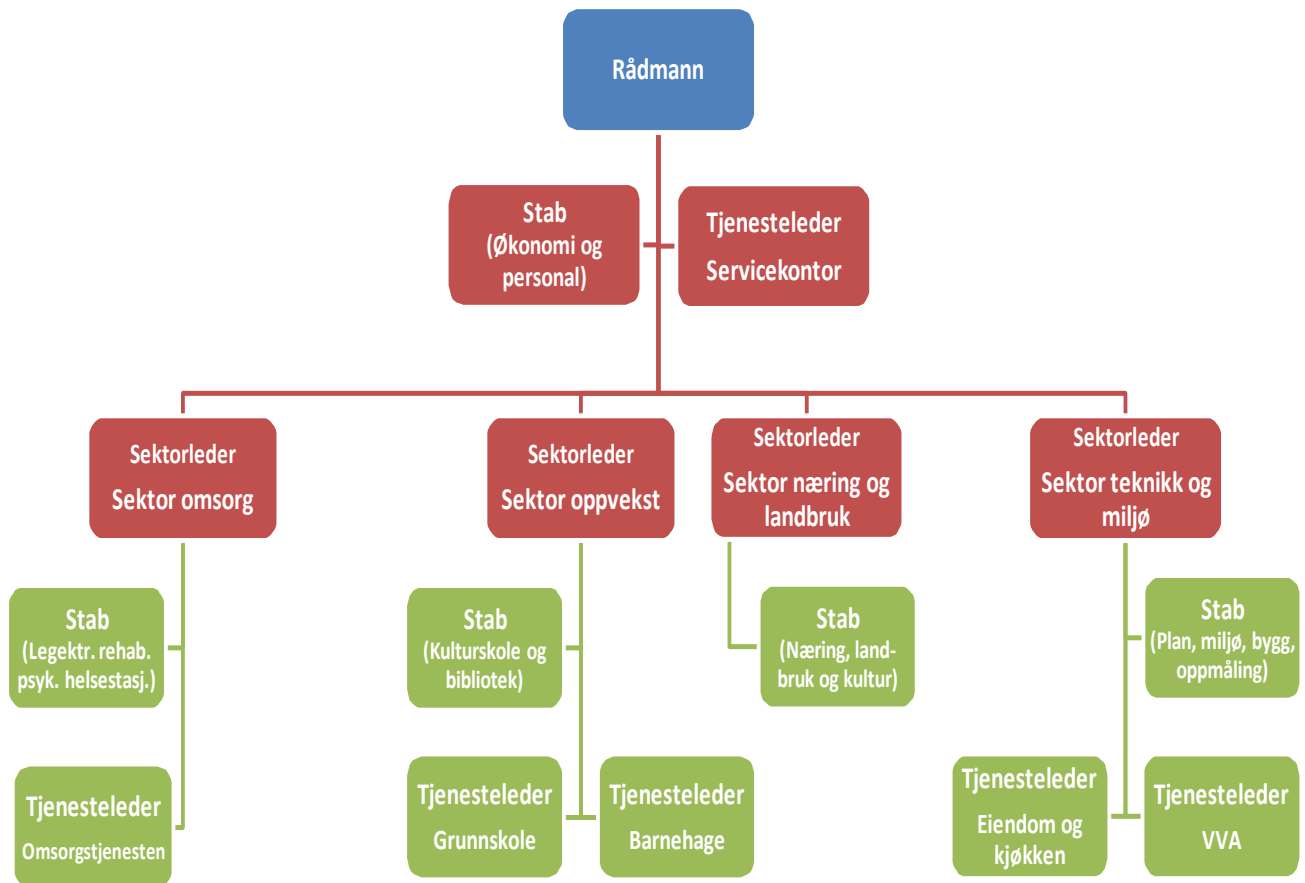 Rådmann
Stab
(Økonomi og
personal)
Tjenesteleder
Servicekontor
Sektorleder
Sektor omsorg
Sektorleder
Sektor oppvekst
Sektorleder
Sektor næring og
landbruk
Sektorleder
Sektor teknikk og
miljø
Stab
(Legektr. rehab.
psyk. helsestasj.)
Stab
(Kulturskole og
bibliotek)
Stab
(Næring, land-
bruk og kultur)
Stab
(Plan, miljø, bygg,
oppmåling)
Tjenesteleder
Omsorgstjenesten
Tjenesteleder
Grunnskole
Tjenesteleder
Barnehage
Tjenesteleder
Eiendom og
kjøkken
Tjenesteleder
VVA